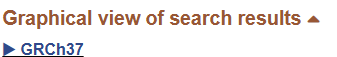 Graphical view of search results ▲
▶ GRCh37